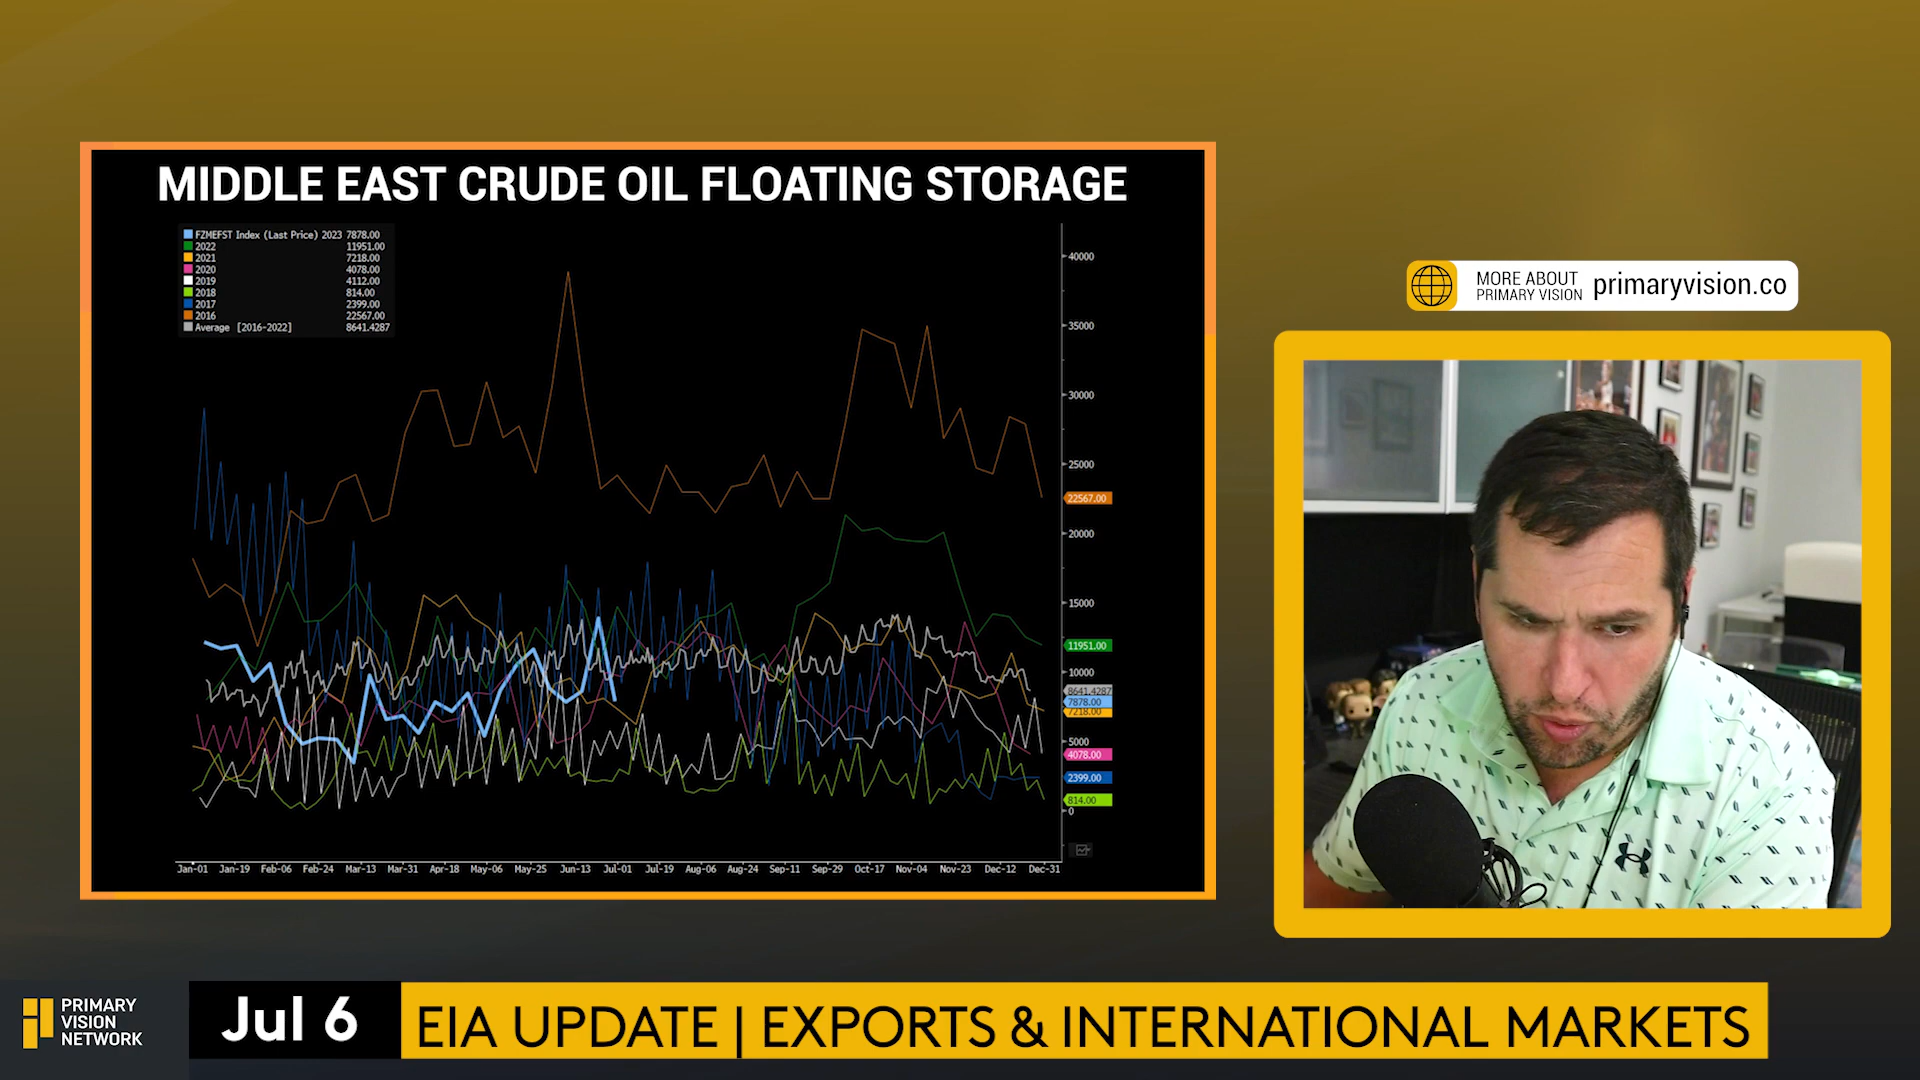 MIDDLE EAST CRUDE OIL FLOATING STORAGE
FZMEFST Index (Last Price) 2023 7878.00
2022 11951.00
2021 7218.00
2020 4078.00
2019 4112.00
2018 814.00
2017 2399.00
2016 22567.00
Average [2016-2022] 8641.4287
40000
35000
30000
25000
22567.00
20000
15000
11951.00
10000
8641.4287
7878.00
7218.00
5000
4078.00
2399.00
814.00
0
Jan-01 Jan-19 Feb-06 Feb-24 Mar-13 Mar-31 Apr-18 May-06 May-25 Jun-13 Jul-01 Jul-19 Aug-06 Aug-24 Sep-11 Sep-29 Oct-17 Nov-04 Nov-23 Dec-12 Dec-31
MORE ABOUT
PRIMARY VISION
primaryvision.co
PRIMARY
VISION
NETWORK
Jul 6
EIA UPDATE | EXPORTS & INTERNATIONAL MARKETS